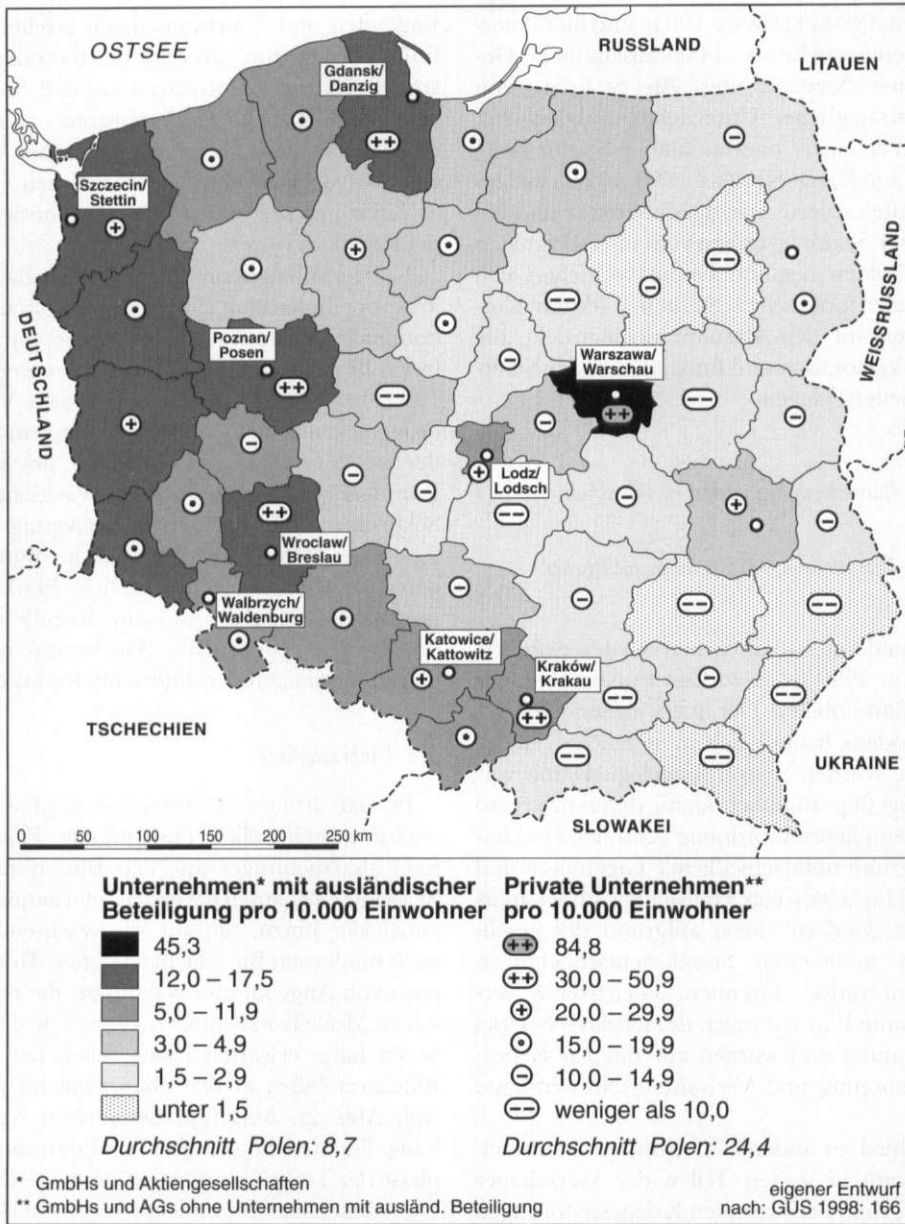 OSTSEE
RUSSLAND
LITAUEN
Gdansk/
Danzig
Szczecin/
Stettin
DEUTSCHLAND
WEISSRUSSLAND
Poznan/
Posen
Warszawa/
Warschau
Lodz/
Lodsch
Wroclaw/
Breslau
Walbrzych/
Waldenburg
Katowice/
Kattowitz
Kraków/
Krakau
TSCHECHIEN
UKRAINE
SLOWAKEI
0 50 100 150 200 250 km
Unternehmen* mit ausländischer
Beteiligung pro 10.000 Einwohner
45,3
12,0 – 17,5
5,0 – 11,9
3,0 – 4,9
1,5 – 2,9
unter 1,5
Durchschnitt Polen: 8,7
Private Unternehmen**
pro 10.000 Einwohner
++ 84,8
++ 30,0 – 50,9
+ 20,0 – 29,9
• 15,0 – 19,9
– 10,0 – 14,9
–– weniger als 10,0
Durchschnitt Polen: 24,4
* GmbHs und Aktiengesellschaften
** GmbHs und AGs ohne Unternehmen mit ausländ. Beteiligung
eigener Entwurf
nach: GUS 1998: 166